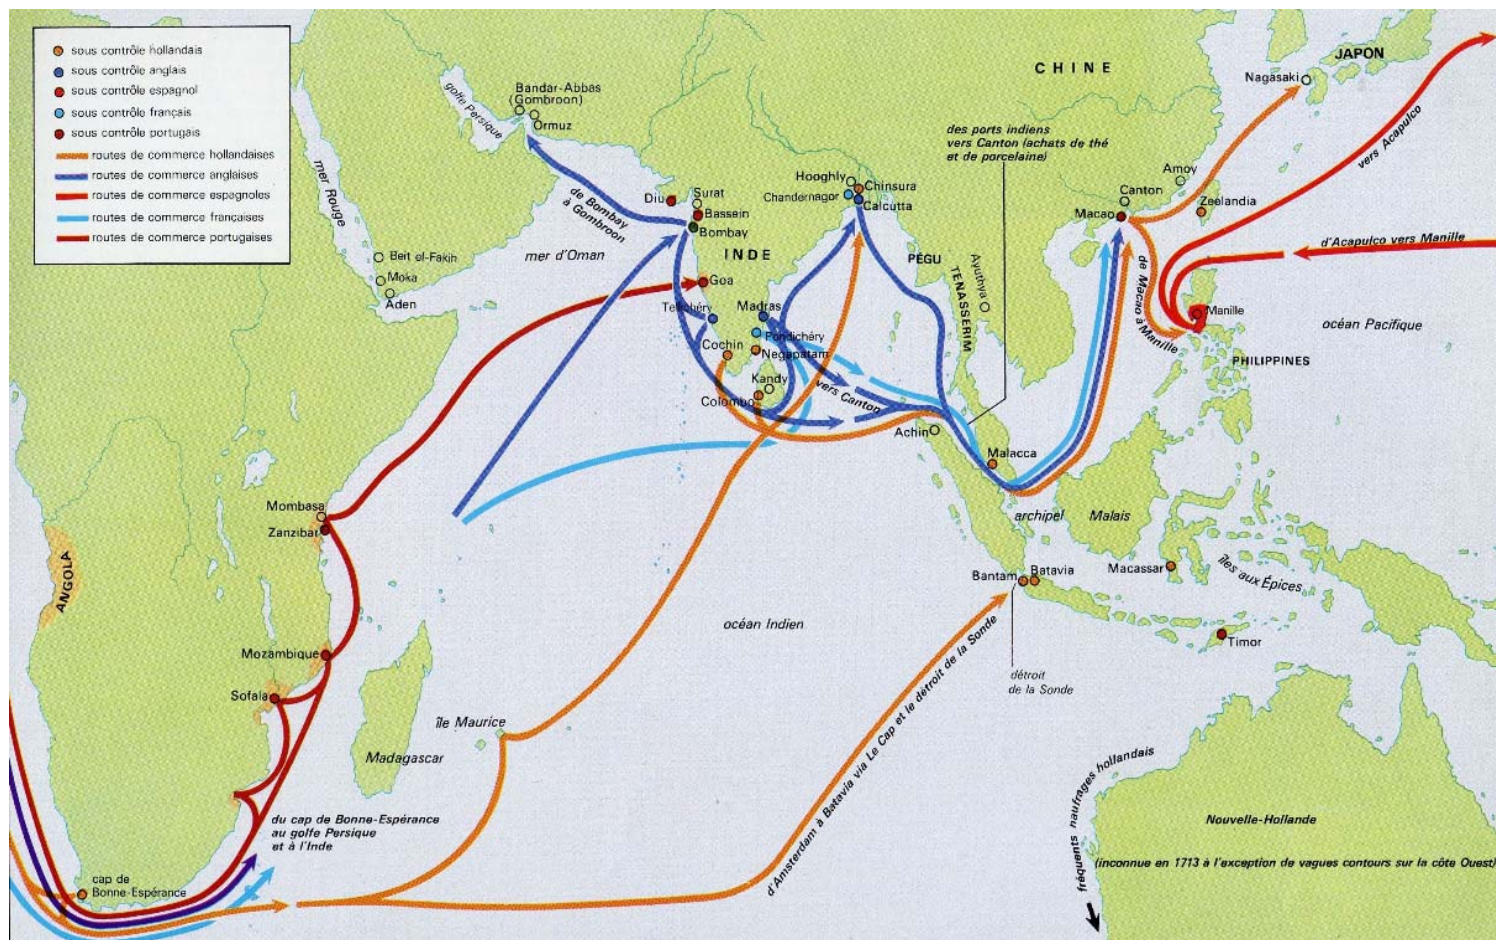 sous contrôle hollandais
sous contrôle anglais
sous contrôle espagnol
sous contrôle français
sous contrôle portugais
routes de commerce hollandaises
routes de commerce anglaises
routes de commerce espagnoles
routes de commerce françaises
routes de commerce portugaises
golfe Persique
Bandar-Abbas
(Gombroon)
Ormuz
mer Rouge
de Bombay
à Gombroon
mer d'Oman
Beit el-Fakih
Moka
Aden
Diu
Surat
Bassein
Bombay
INDE
Goa
Tellichéry
Madras
Pondichéry
Cochin
Negapatam
Kandy
Colombo
Hooghly
Chinsura
Chandernagor
Calcutta
CHINE
des ports indiens
vers Canton (achats de thé
et de porcelaine)
JAPON
Nagasaki
vers Acapulco
Amoy
Canton
Macao
Zeelandia
d'Acapulco vers Manille
de Macao à Manille
Manille
océan Pacifique
PHILIPPINES
PÉGU
TENASSERIM
Ayuthya
vers Canton
Achin
Malacca
archipel Malais
Mombasa
Zanzibar
ANGOLA
Mozambique
Sofala
île Maurice
Madagascar
océan Indien
Bantam
Batavia
Macassar
îles aux Épices
Timor
détroit
de la Sonde
d'Amsterdam à Batavia via Le Cap et le détroit de la Sonde
du cap de Bonne-Espérance
au golfe Persique
et à l'Inde
cap de
Bonne-Espérance
fréquents naufrages hollandais
Nouvelle-Hollande
(inconnue en 1713 à l'exception de vagues contours sur la côte Ouest)